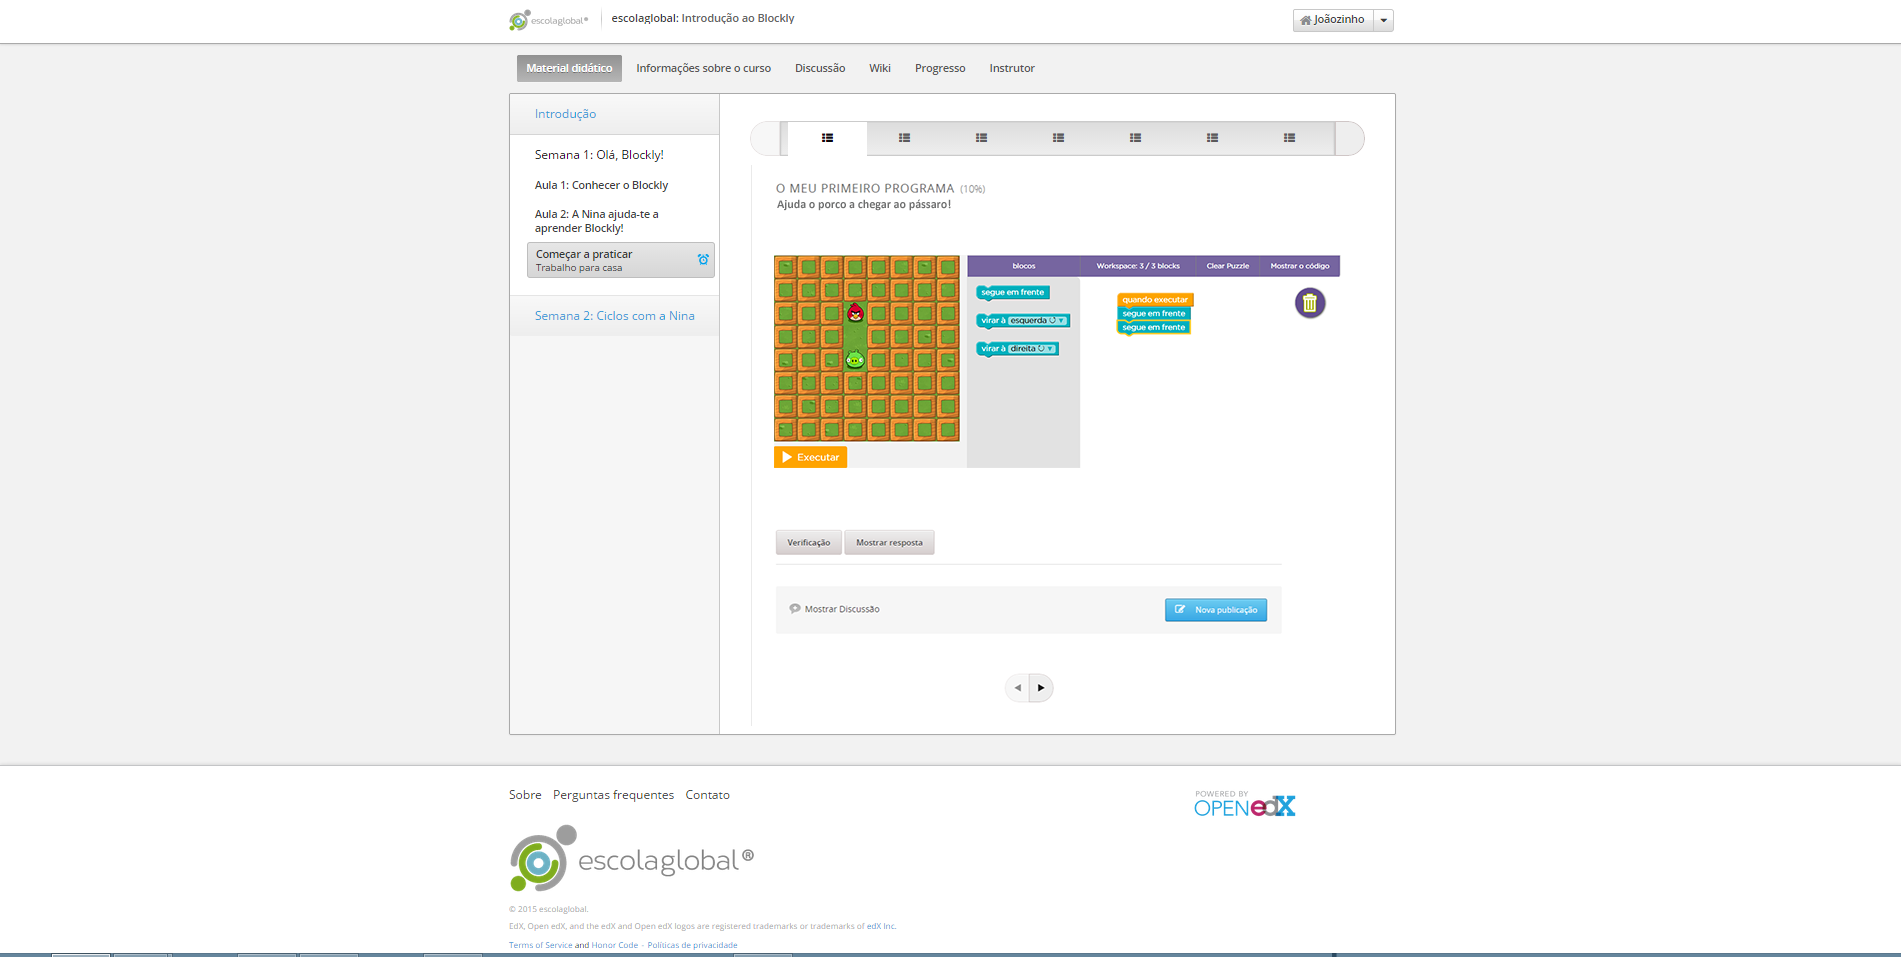 escolaglobal®
escolaglobal: Introdução ao Blockly
Joãozinho
Material didático
Informações sobre o curso
Discussão
Wiki
Progresso
Instrutor
Introdução
Semana 1: Olá, Blockly!
Aula 1: Conhecer o Blockly
Aula 2: A Nina ajuda-te a
aprender Blockly!
Começar a praticar
Trabalho para casa
Semana 2: Ciclos com a Nina
O MEU PRIMEIRO PROGRAMA (10%)
Ajuda o porco a chegar ao pássaro!
blocos
Workspace: 3 / 3 blocks
Clear Puzzle
Mostrar o código
segue em frente
virar à esquerda ↺ ▾
virar à direita ↻ ▾
quando executar
segue em frente
segue em frente
Executar
Verificação
Mostrar resposta
Mostrar Discussão
Nova publicação
Sobre
Perguntas frequentes
Contato
POWERED BY
OPEN edX
escolaglobal®
© 2015 escolaglobal.
EdX, Open edX, and the edX and Open edX logos are registered trademarks or trademarks of edX Inc.
Terms of Service and Honor Code - Políticas de privacidade